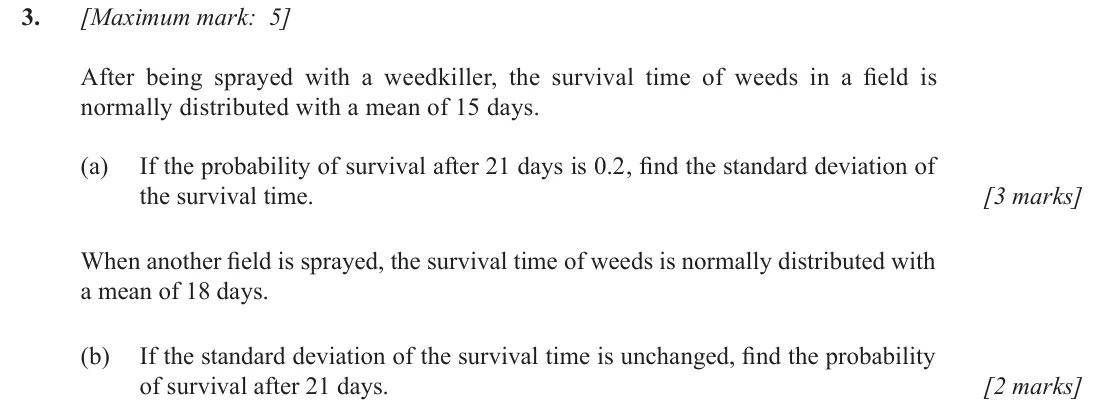 3. [Maximum mark: 5]
After being sprayed with a weedkiller, the survival time of weeds in a field is
normally distributed with a mean of 15 days.
(a) If the probability of survival after 21 days is 0.2, find the standard deviation of
the survival time. [3 marks]
When another field is sprayed, the survival time of weeds is normally distributed with
a mean of 18 days.
(b) If the standard deviation of the survival time is unchanged, find the probability
of survival after 21 days. [2 marks]